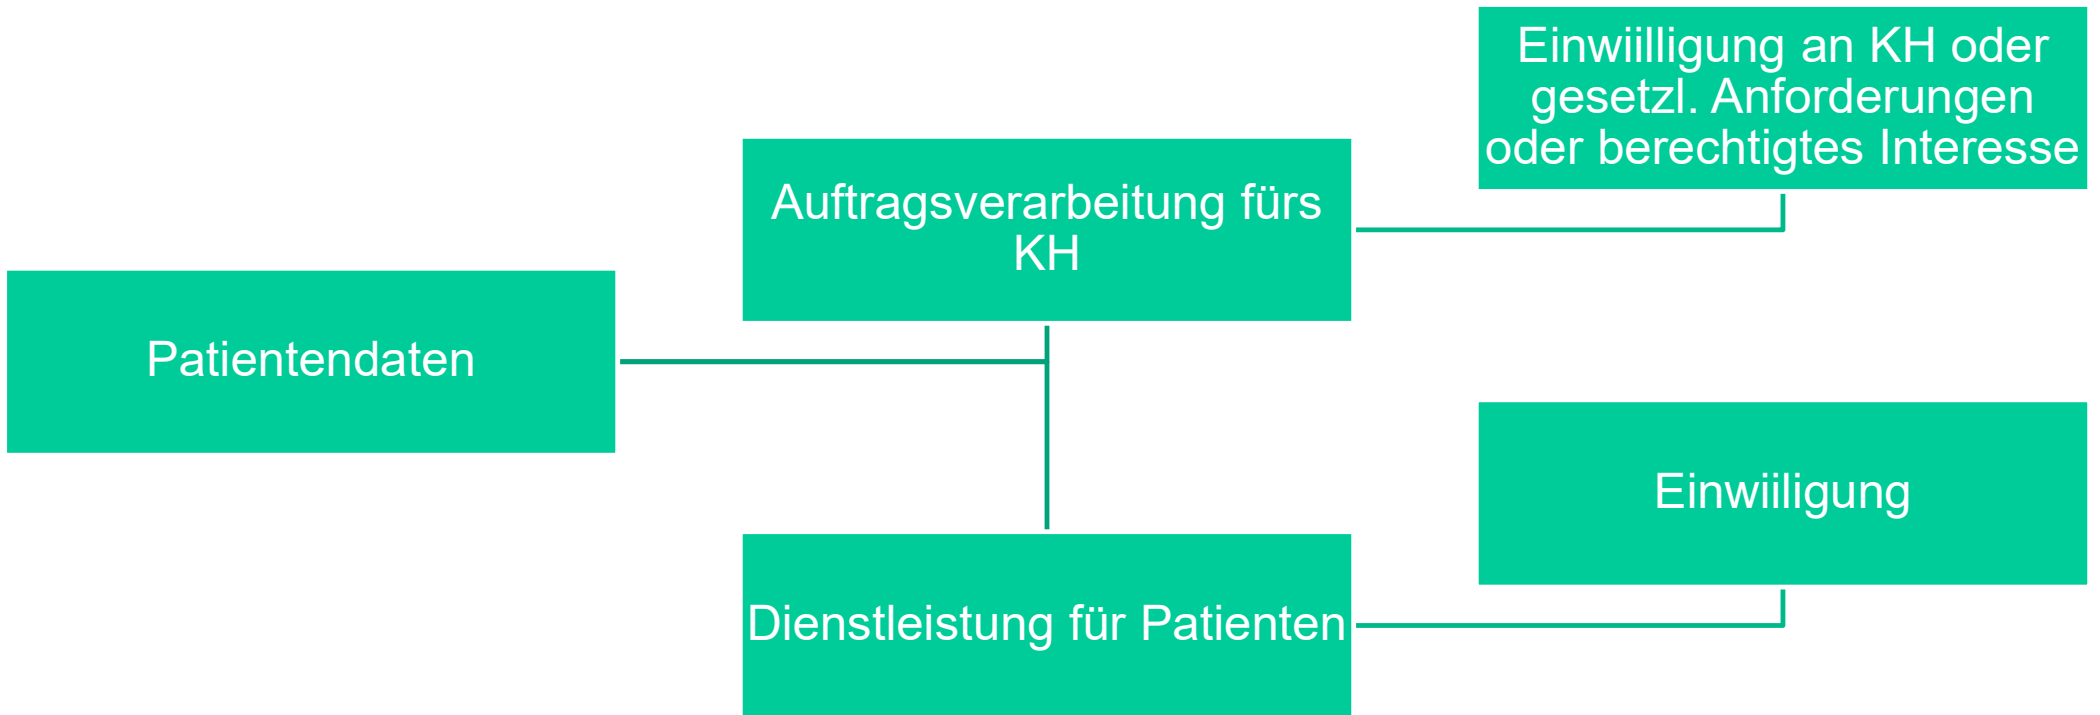 Patientendaten
Auftragsverarbeitung fürs
KH
Einwiilligung an KH oder
gesetzl. Anforderungen
oder berechtigtes Interesse
Dienstleistung für Patienten
Einwiiligung